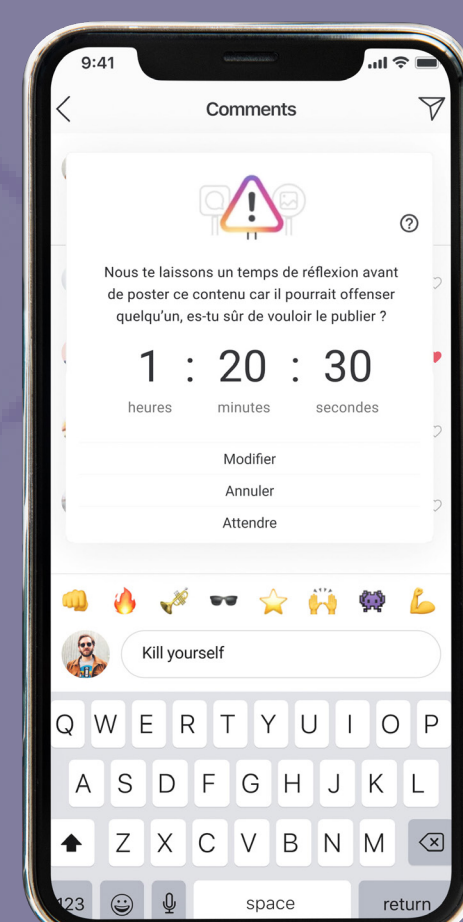 9:41
Comments
Nous te laissons un temps de réflexion avant
de poster ce contenu car il pourrait offenser
quelqu'un, es-tu sûr de vouloir le publier ?
1 : 20 : 30
heures minutes secondes
Modifier
Annuler
Attendre
Kill yourself
Q W E R T Y U I O P
A S D F G H J K L
Z X C V B N M
123 space return